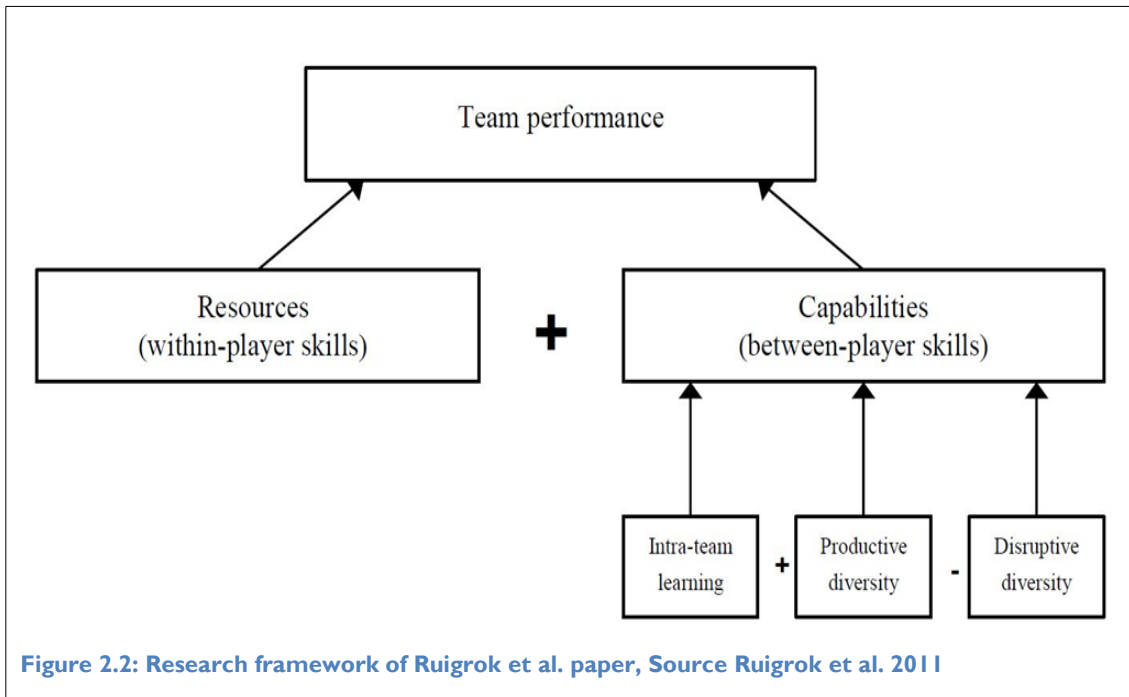 Team performance
Resources
(within-player skills)
+
Capabilities
(between-player skills)
Intra-team
learning
+
Productive
diversity
-
Disruptive
diversity
Figure 2.2: Research framework of Ruigrok et al. paper, Source Ruigrok et al. 2011